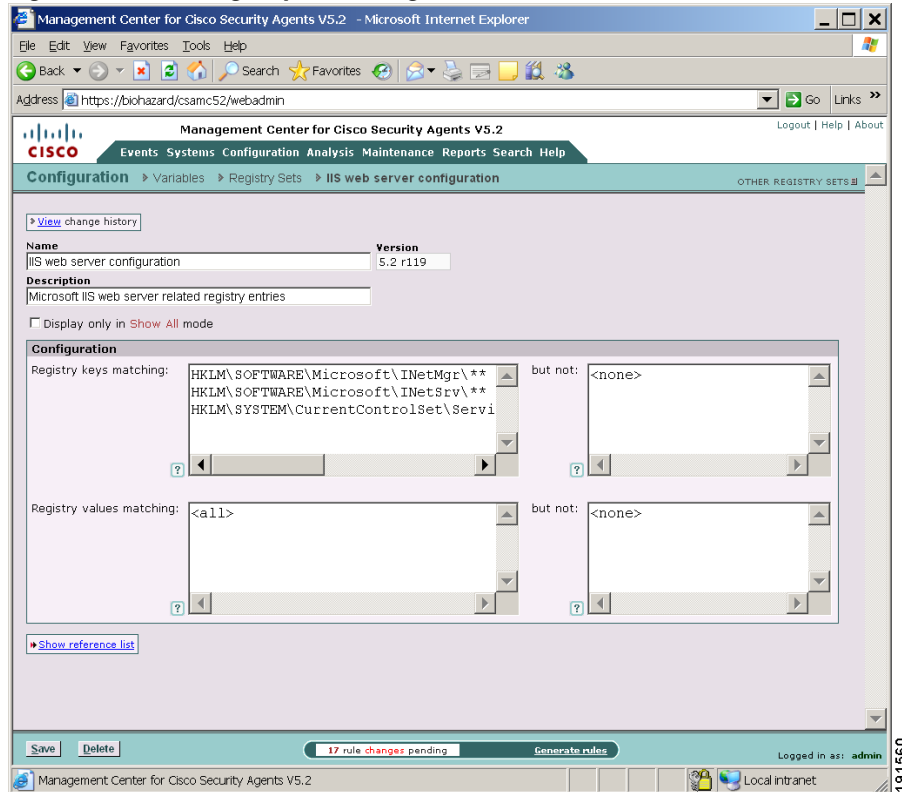 Management Center for Cisco Security Agents V5.2 - Microsoft Internet Explorer
File Edit View Favorites Tools Help
Back Search Favorites
Address https://biohazard/csamc52/webadmin Go Links »
Management Center for Cisco Security Agents V5.2 Logout | Help | About
CISCO Events Systems Configuration Analysis Maintenance Reports Search Help
Configuration Variables Registry Sets IIS web server configuration OTHER REGISTRY SETS
View change history
Name Version
IIS web server configuration 5.2 r119
Description
Microsoft IIS web server related registry entries
Display only in Show All mode
Configuration
Registry keys matching: HKLM\SOFTWARE\Microsoft\INetMgr\** but not: <none>
HKLM\SOFTWARE\Microsoft\INetSrv\**
HKLM\SYSTEM\CurrentControlSet\Servi
?
?
Registry values matching: <all> but not: <none>
?
?
Show reference list
Save Delete 17 rule changes pending Generate rules Logged in as: admin
Management Center for Cisco Security Agents V5.2 Local intranet
191560